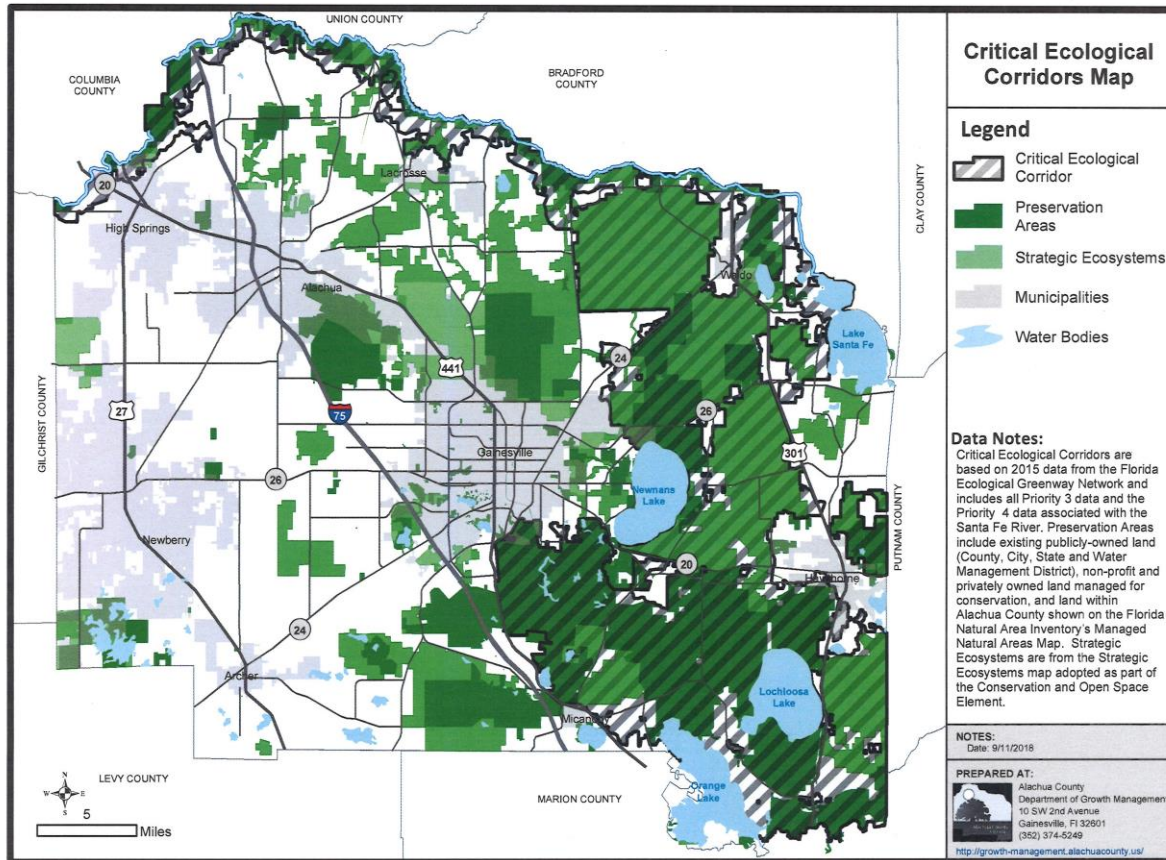 UNION COUNTY
COLUMBIA
COUNTY
BRADFORD
COUNTY
CLAY COUNTY
GILCHRIST COUNTY
PUTNAM COUNTY
LEVY COUNTY
MARION COUNTY
20
High Springs
Lacrosse
Alachua
Waldo
Lake
Santa Fe
441
24
27
75
26
301
Gainesville
26
Newnans
Lake
Newberry
20
Hawthorne
24
Archer
Lochloosa
Lake
Micanopy
Orange
Lake
N
W E
S
5
Miles
Critical Ecological
Corridors Map
Legend
Critical Ecological
Corridor
Preservation
Areas
Strategic Ecosystems
Municipalities
Water Bodies
Data Notes:
Critical Ecological Corridors are
based on 2015 data from the Florida
Ecological Greenway Network and
includes all Priority 3 data and the
Priority 4 data associated with the
Santa Fe River. Preservation Areas
include existing publicly-owned land
(County, City, State and Water
Management District), non-profit and
privately owned land managed for
conservation, and land within
Alachua County shown on the Florida
Natural Area Inventory's Managed
Natural Areas Map. Strategic
Ecosystems are from the Strategic
Ecosystems map adopted as part of
the Conservation and Open Space
Element.
NOTES:
Date: 9/11/2018
PREPARED AT:
Alachua County
Department of Growth Management
10 SW 2nd Avenue
Gainesville, Fl 32601
(352) 374-5249
http://growth-management.alachuacounty.us/